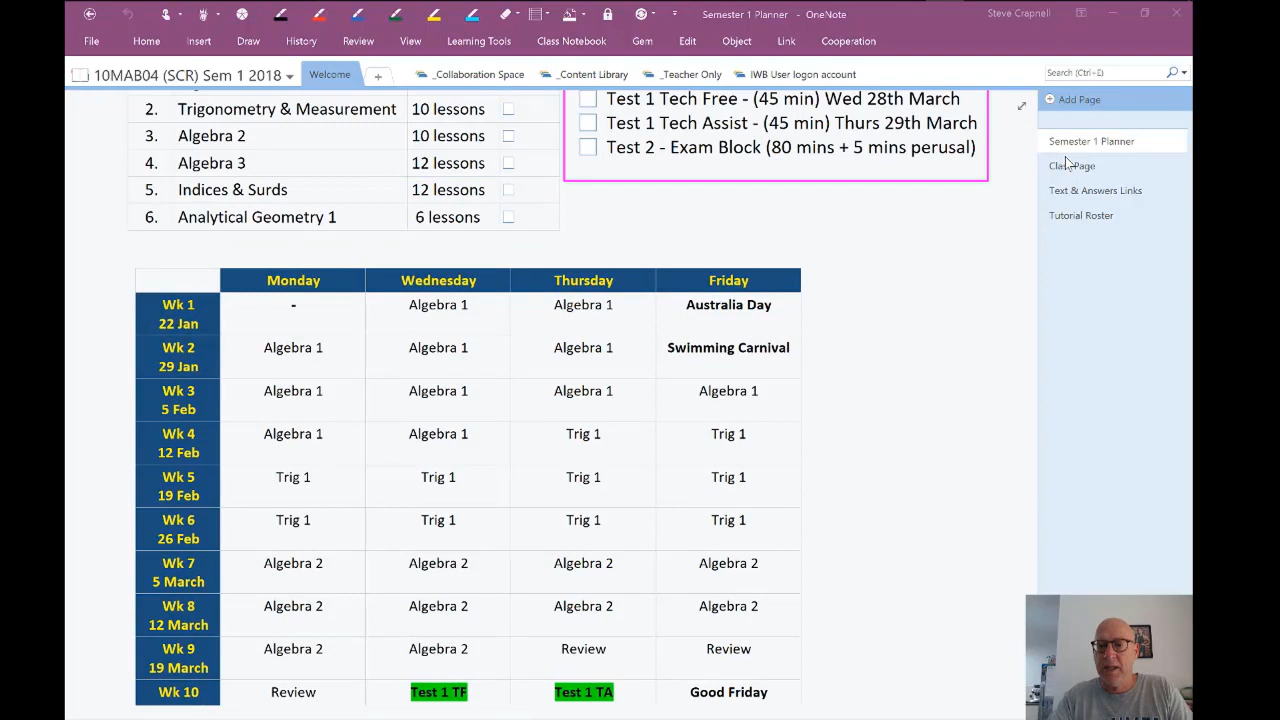 Semester 1 Planner - OneNote
Steve Crapnell
File Home Insert Draw History Review View Learning Tools Class Notebook Gem Edit Object Link Cooperation
10MAB04 (SCR) Sem 1 2018 Welcome + _Collaboration Space _Content Library _Teacher Only IWB User logon account
Search (Ctrl+E)
Add Page
Semester 1 Planner
Class Page
Text & Answers Links
Tutorial Roster
2. Trigonometry & Measurement 10 lessons
3. Algebra 2 10 lessons
4. Algebra 3 12 lessons
5. Indices & Surds 12 lessons
6. Analytical Geometry 1 6 lessons
Test 1 Tech Free - (45 min) Wed 28th March
Test 1 Tech Assist - (45 min) Thurs 29th March
Test 2 - Exam Block (80 mins + 5 mins perusal)
Monday Wednesday Thursday Friday
Wk 1 - Algebra 1 Algebra 1 Australia Day
22 Jan
Wk 2 Algebra 1 Algebra 1 Algebra 1 Swimming Carnival
29 Jan
Wk 3 Algebra 1 Algebra 1 Algebra 1 Algebra 1
5 Feb
Wk 4 Algebra 1 Algebra 1 Trig 1 Trig 1
12 Feb
Wk 5 Trig 1 Trig 1 Trig 1 Trig 1
19 Feb
Wk 6 Trig 1 Trig 1 Trig 1 Trig 1
26 Feb
Wk 7 Algebra 2 Algebra 2 Algebra 2 Algebra 2
5 March
Wk 8 Algebra 2 Algebra 2 Algebra 2 Algebra 2
12 March
Wk 9 Algebra 2 Algebra 2 Review Review
19 March
Wk 10 Review Test 1 TF Test 1 TA Good Friday